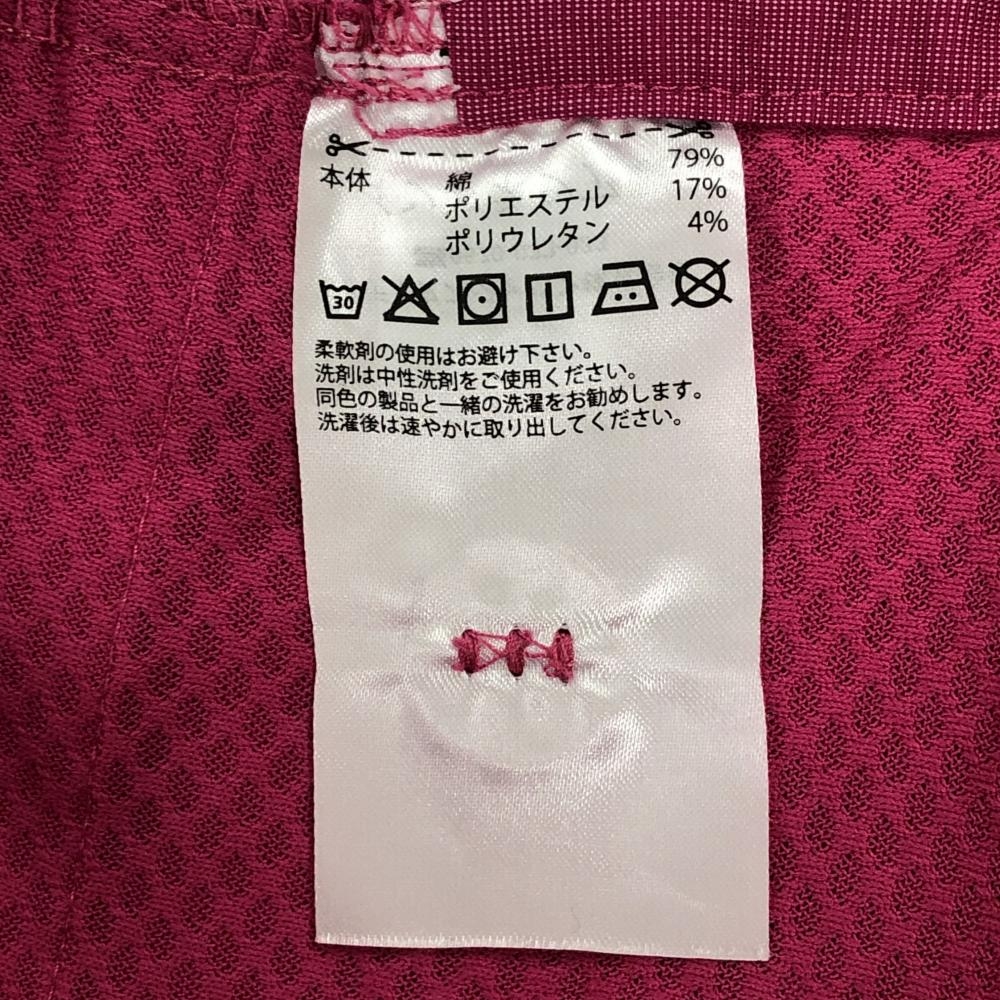 本体 綿 79%
ポリエステル 17%
ポリウレタン 4%
30
柔軟剤の使用はお避け下さい。
洗剤は中性洗剤をご使用ください。
同色の製品と一緒の洗濯をお勧めします。
洗濯後は速やかに取り出してください。